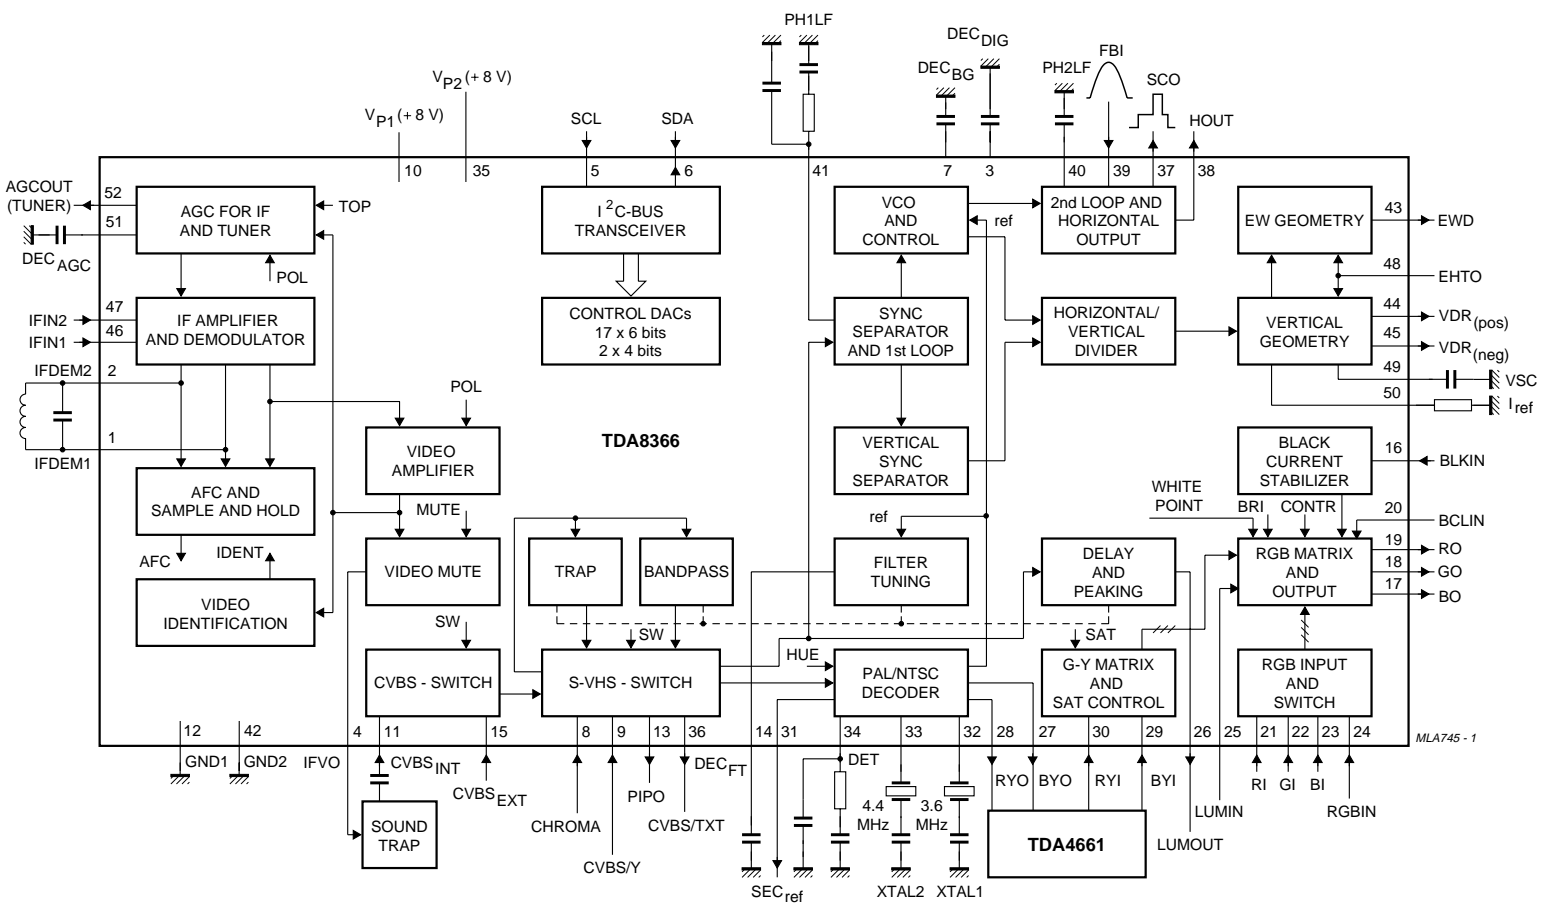 PH1LF
DEC DIG
FBI
DEC BG
PH2LF
SCO
V P2 (+ 8 V)
V P1 (+ 8 V)
SCL
SDA
HOUT
10
35
5
6
41
7
3
40
39
37
38
AGCOUT
(TUNER)
52
51
DEC AGC
AGC FOR IF
AND TUNER
TOP
POL
I 2C-BUS
TRANSCEIVER
VCO
AND
CONTROL
ref
2nd LOOP AND
HORIZONTAL
OUTPUT
EW GEOMETRY
43
EWD
48
EHTO
IFIN2
47
IFIN1
46
IF AMPLIFIER
AND DEMODULATOR
CONTROL DACs
17 x 6 bits
2 x 4 bits
SYNC
SEPARATOR
AND 1st LOOP
HORIZONTAL/
VERTICAL
DIVIDER
VERTICAL
GEOMETRY
44
VDR (pos)
45
VDR (neg)
49
VSC
50
I ref
IFDEM2
2
IFDEM1
1
POL
VIDEO
AMPLIFIER
TDA8366
VERTICAL
SYNC
SEPARATOR
BLACK
CURRENT
STABILIZER
16
BLKIN
AFC AND
SAMPLE AND HOLD
MUTE
ref
WHITE
POINT
BRI
CONTR
20
BCLIN
AFC
IDENT
VIDEO MUTE
TRAP
BANDPASS
FILTER
TUNING
DELAY
AND
PEAKING
RGB MATRIX
AND
OUTPUT
19
RO
18
GO
17
BO
VIDEO
IDENTIFICATION
SW
SW
HUE
SAT
CVBS - SWITCH
S-VHS - SWITCH
PAL/NTSC
DECODER
G-Y MATRIX
AND
SAT CONTROL
RGB INPUT
AND
SWITCH
12
42
4
11
15
8
9
13
36
14
31
34
33
32
28
27
30
29
26
25
21
22
23
24
MLA745 - 1
GND1
GND2
IFVO
CVBS INT
CVBS EXT
DEC FT
DET
RYO
BYO
RYI
BYI
RI
GI
BI
PIPO
CHROMA
CVBS/TXT
CVBS/Y
4.4
MHz
3.6
MHz
LUMIN
RGBIN
SOUND
TRAP
TDA4661
LUMOUT
SEC ref
XTAL2
XTAL1